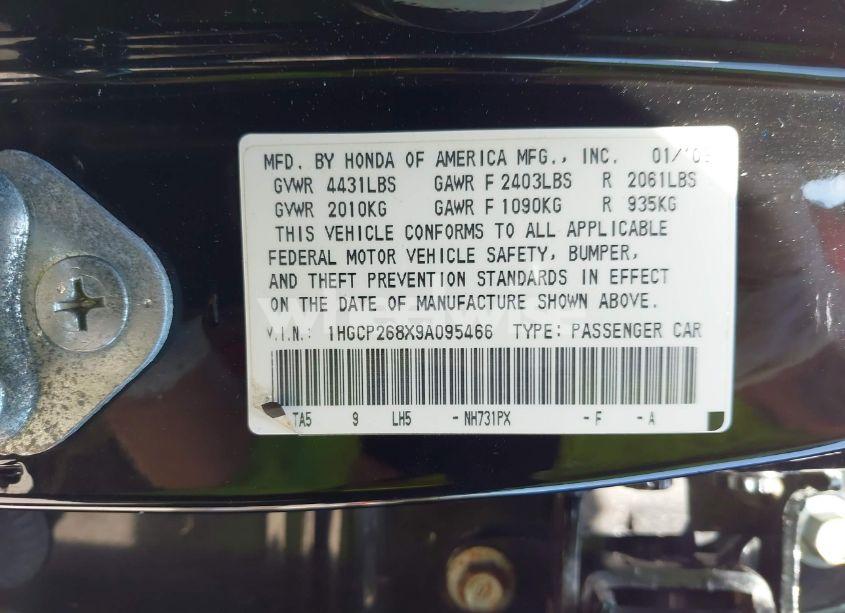 MFD. BY HONDA OF AMERICA MFG., INC. 01/'09
GVWR 4431LBS GAWR F 2403LBS R 2061LBS
GVWR 2010KG GAWR F 1090KG R 935KG
THIS VEHICLE CONFORMS TO ALL APPLICABLE
FEDERAL MOTOR VEHICLE SAFETY, BUMPER,
AND THEFT PREVENTION STANDARDS IN EFFECT
ON THE DATE OF MANUFACTURE SHOWN ABOVE.
V.I.N.: 1HGCP268X9A095466 TYPE: PASSENGER CAR
TA5 9 LH5 -NH731PX -F -A